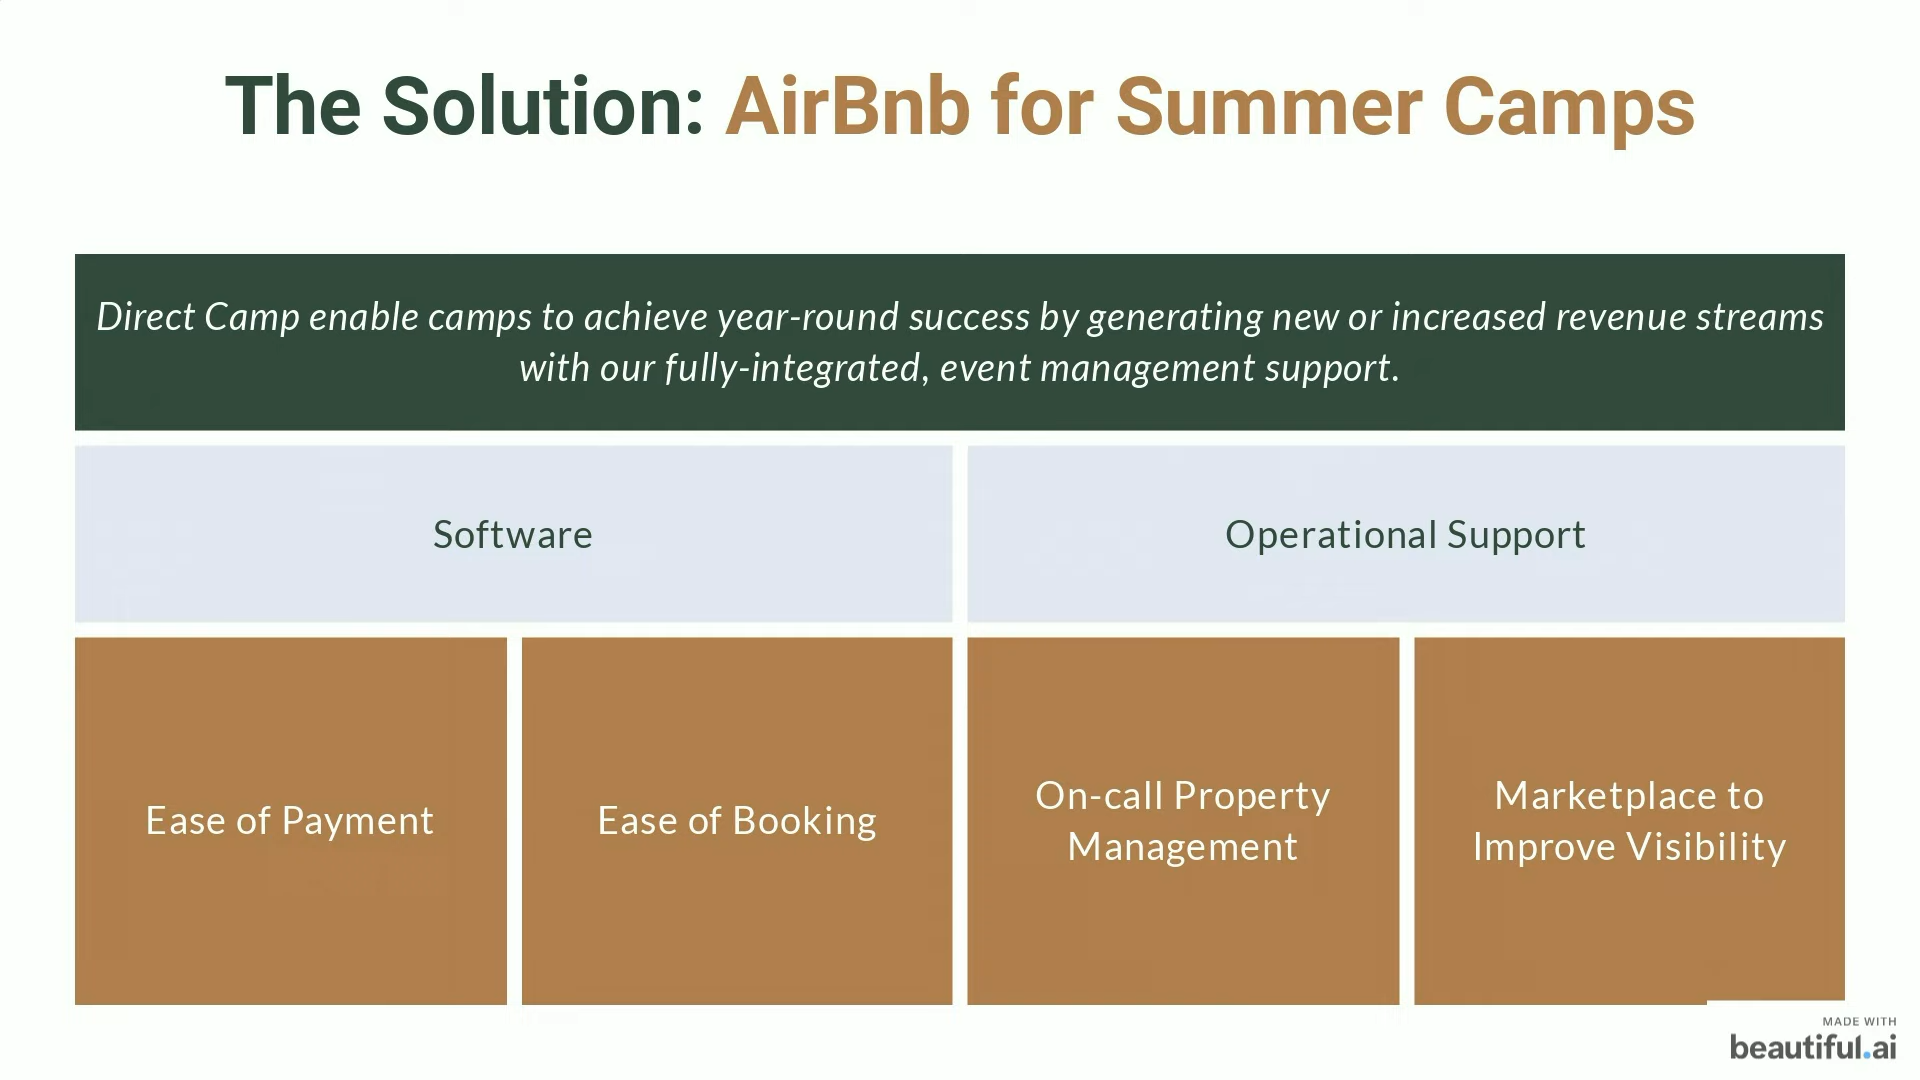 The Solution: AirBnb for Summer Camps
Direct Camp enable camps to achieve year-round success by generating new or increased revenue streams
with our fully-integrated, event management support.
Software
Operational Support
Ease of Payment
Ease of Booking
On-call Property
Management
Marketplace to
Improve Visibility
MADE WITH
beautiful.ai